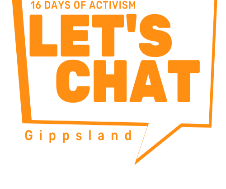 16 DAYS OF ACTIVISM
LET'S
CHAT
Gippsland